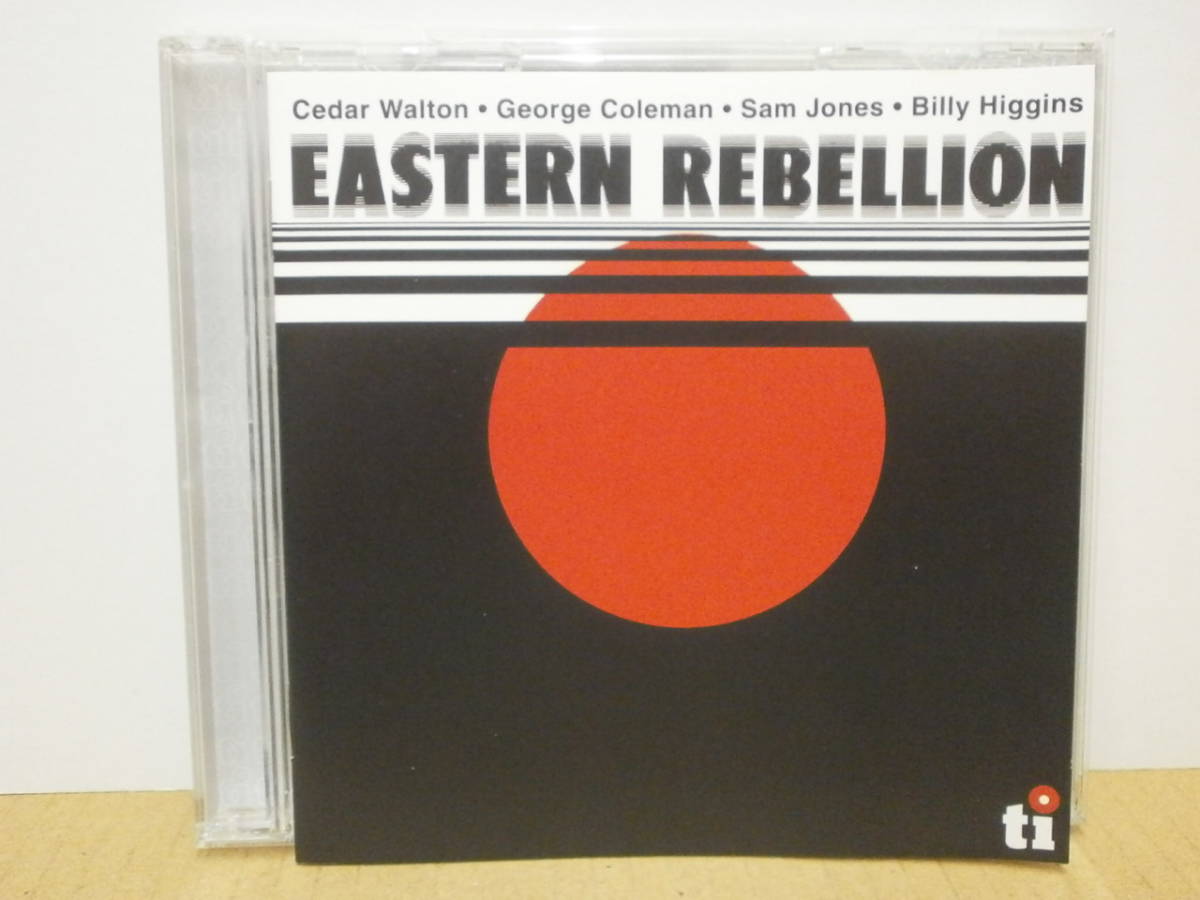 Cedar Walton • George Coleman • Sam Jones • Billy Higgins
EASTERN REBELLION
ti